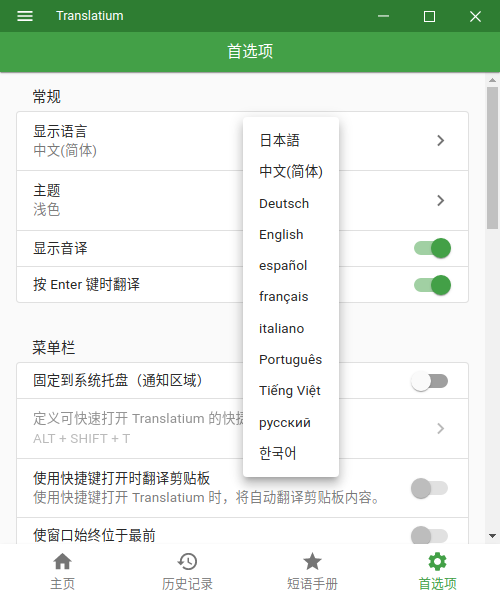 Translatium
首选项
常规
显示语言
中文(简体)
主题
浅色
显示音译
按 Enter 键时翻译
日本語
中文(简体)
Deutsch
English
español
français
italiano
Português
Tiếng Việt
русский
한국어
菜单栏
固定到系统托盘（通知区域）
定义可快速打开 Translatium 的快捷
ALT + SHIFT + T
使用快捷键打开时翻译剪贴板
使用快捷键打开 Translatium 时，将自动翻译剪贴板内容。
使窗口始终位于最前
主页
历史记录
短语手册
首选项